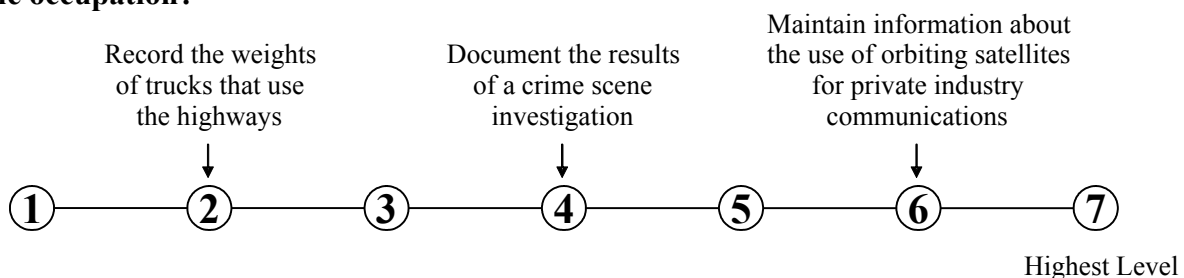 occupation?
Record the weights
of trucks that use
the highways
Document the results
of a crime scene
investigation
Maintain information about
the use of orbiting satellites
for private industry
communications
1 2 3 4 5 6 7
Highest Level